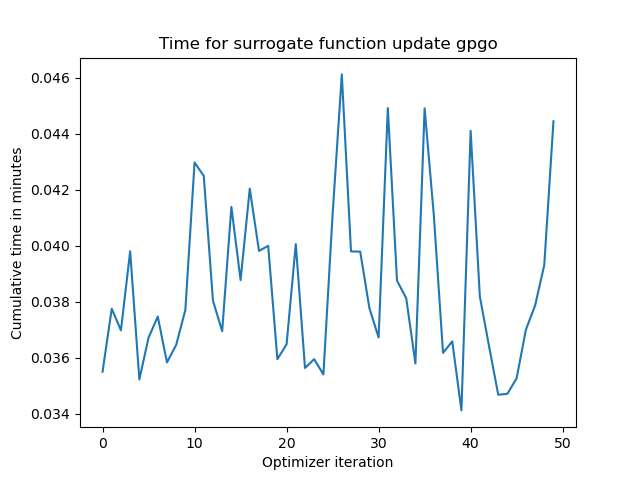 Time for surrogate function update gpgo
Cumulative time in minutes
0.046
0.044
0.042
0.040
0.038
0.036
0.034
0 10 20 30 40 50
Optimizer iteration